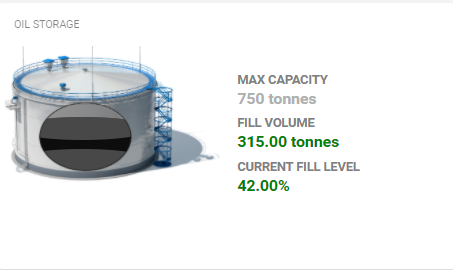 OIL STORAGE
MAX CAPACITY
750 tonnes
FILL VOLUME
315.00 tonnes
CURRENT FILL LEVEL
42.00%